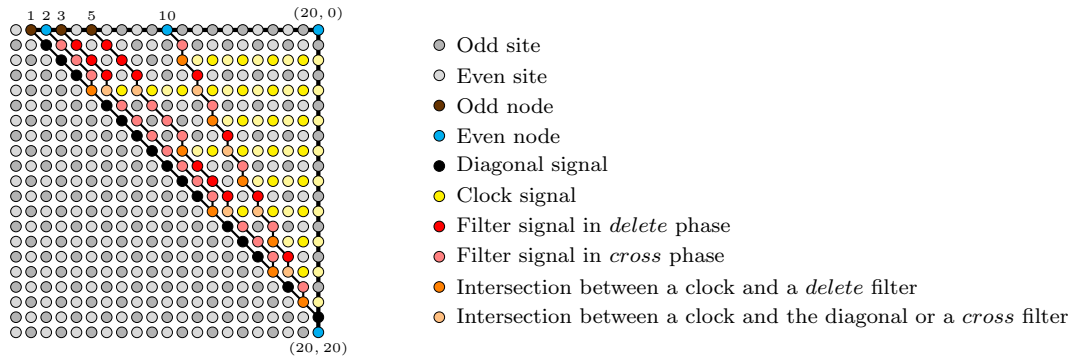 (20, 0)
1 2 3 5 10
Odd site
Even site
Odd node
Even node
Diagonal signal
Clock signal
Filter signal in delete phase
Filter signal in cross phase
Intersection between a clock and a delete filter
Intersection between a clock and the diagonal or a cross filter
(20, 20)